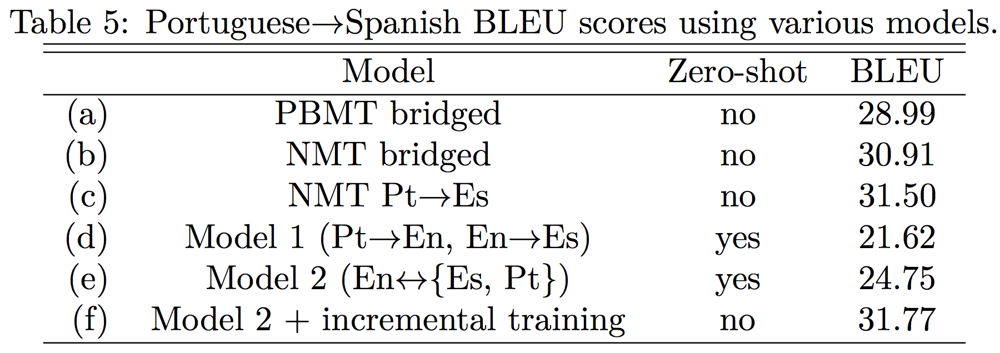 Table 5: Portuguese→Spanish BLEU scores using various models.
Model Zero-shot BLEU
(a) PBMT bridged no 28.99
(b) NMT bridged no 30.91
(c) NMT Pt→Es no 31.50
(d) Model 1 (Pt→En, En→Es) yes 21.62
(e) Model 2 (En↔{Es, Pt}) yes 24.75
(f) Model 2 + incremental training no 31.77